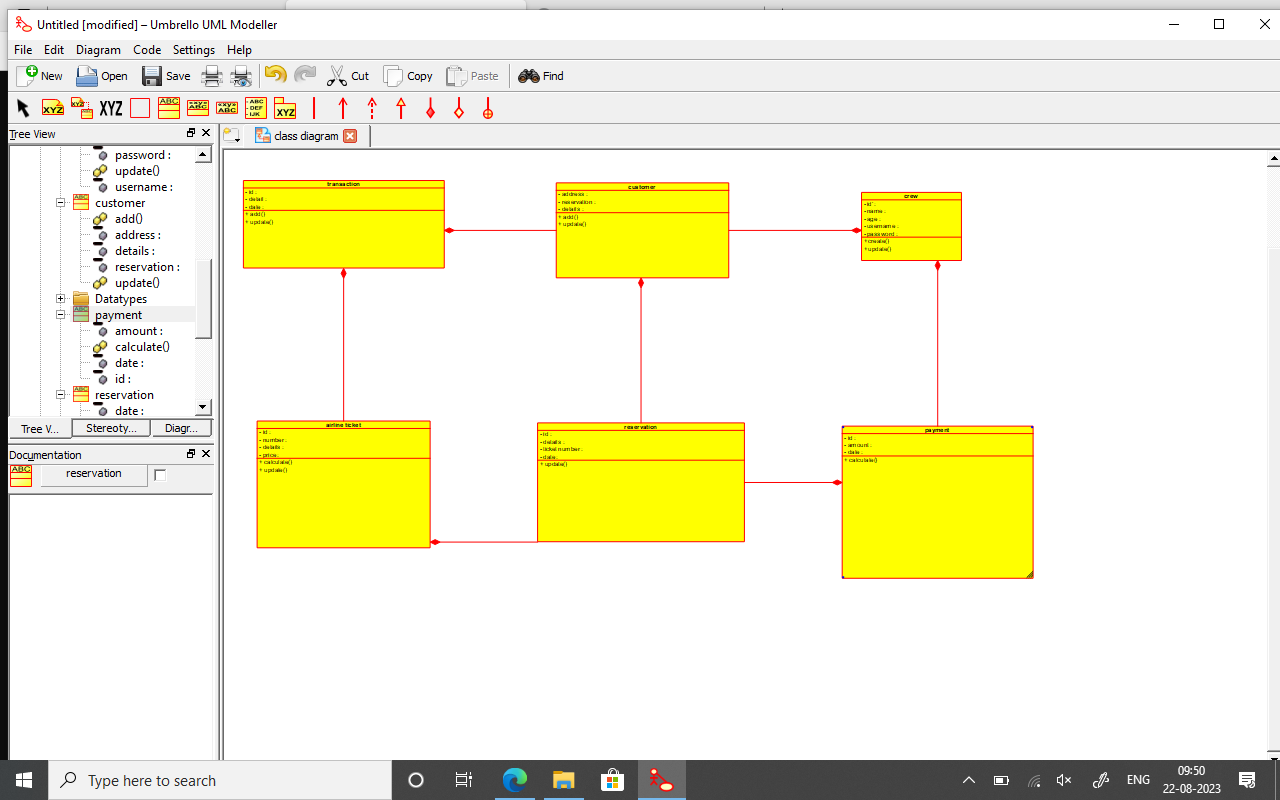 Untitled [modified] – Umbrello UML Modeller
File Edit Diagram Code Settings Help
New Open Save Cut Copy Paste Find
XYZ XYZ XYZ ABC «xy» ABC «xy» ABC ABC DEF IJK XYZ
Tree View
class diagram
password :
update()
username :
customer
add()
address :
details :
reservation :
update()
Datatypes
payment
amount :
calculate()
date :
id :
reservation
date :
Tree V... Stereoty... Diagr...
Documentation
ABC reservation
transaction
- id :
- detail :
- date :
+ add()
+ update()
customer
- address :
- reservation :
- details :
+ add()
+ update()
crew
- id :
- name :
- age :
- username :
- password :
+ create()
+ update()
airline ticket
- id :
- number :
- details :
- price :
+ calculate()
+ update()
reservation
- id :
- details :
- ticket number :
- date :
+ update()
payment
- id :
- amount :
- date :
+ calculate()
Type here to search
ENG
09:50
22-08-2023